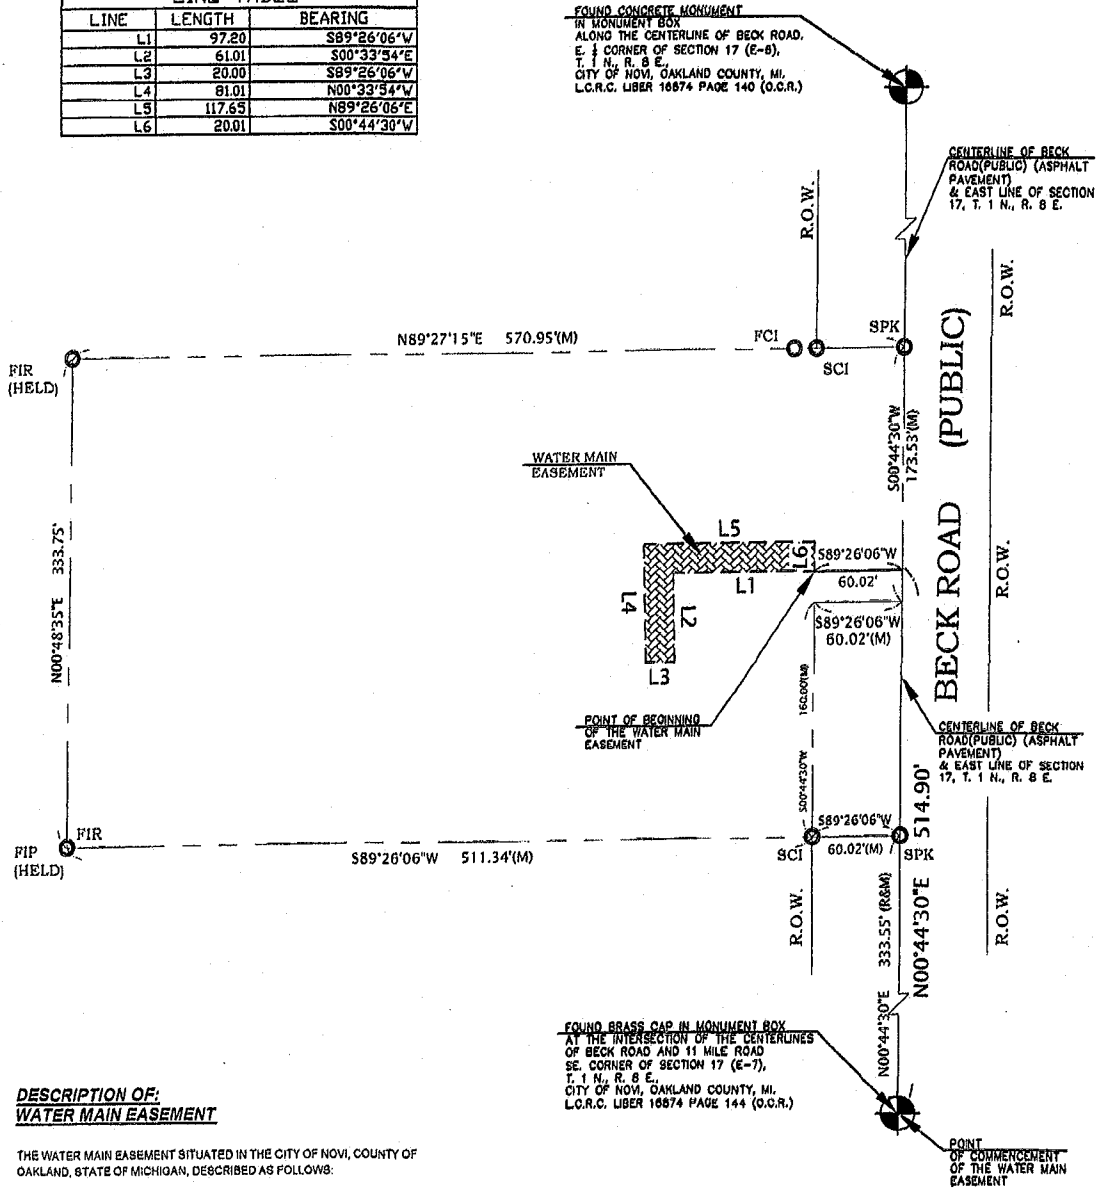 LINE TABLE
LINE LENGTH BEARING
L1 97.20 S89°26'06"W
L2 61.01 S00°33'54"E
L3 20.00 S89°26'06"W
L4 81.01 N00°33'54"W
L5 117.65 N89°26'06"E
L6 20.01 S00°44'30"W
FOUND CONCRETE MONUMENT
IN MONUMENT BOX
ALONG THE CENTERLINE OF BECK ROAD.
E. ¼ CORNER OF SECTION 17 (E-6),
T. 1 N., R. 8 E.,
CITY OF NOVI, OAKLAND COUNTY, MI.
L.C.R.C. LIBER 16874 PAGE 140 (O.C.R.)
CENTERLINE OF BECK
ROAD(PUBLIC) (ASPHALT
PAVEMENT)
& EAST LINE OF SECTION
17, T. 1 N., R. 8 E.
R.O.W.
R.O.W.
N89°27'15"E 570.95'(M)
FCI
SPK
SCI
FIR
(HELD)
S00°44'30"W
173.53'(M)
BECK ROAD (PUBLIC)
WATER MAIN
EASEMENT
L5
L6
S89°26'06"W
L1
60.02'
L4
L2
S89°26'06"W
60.02'(M)
L3
R.O.W.
N00°48'35"E 333.75'
160.00'(M)
S00°44'30"W
POINT OF BEGINNING
OF THE WATER MAIN
EASEMENT
CENTERLINE OF BECK
ROAD(PUBLIC) (ASPHALT
PAVEMENT)
& EAST LINE OF SECTION
17, T. 1 N., R. 8 E.
FIR
FIP
(HELD)
S89°26'06"W 511.34'(M)
S89°26'06"W
60.02'(M)
SCI
SPK
N00°44'30"E 514.90'
R.O.W.
R.O.W.
N00°44'30"E 333.55' (R&M)
FOUND BRASS CAP IN MONUMENT BOX
AT THE INTERSECTION OF THE CENTERLINES
OF BECK ROAD AND 11 MILE ROAD
SE. CORNER OF SECTION 17 (E-7),
T. 1 N., R. 8 E.,
CITY OF NOVI, OAKLAND COUNTY, MI.
L.C.R.C. LIBER 16874 PAGE 144 (O.C.R.)
POINT
OF COMMENCEMENT
OF THE WATER MAIN
EASEMENT
DESCRIPTION OF:
WATER MAIN EASEMENT
THE WATER MAIN EASEMENT SITUATED IN THE CITY OF NOVI, COUNTY OF
OAKLAND, STATE OF MICHIGAN, DESCRIBED AS FOLLOWS: